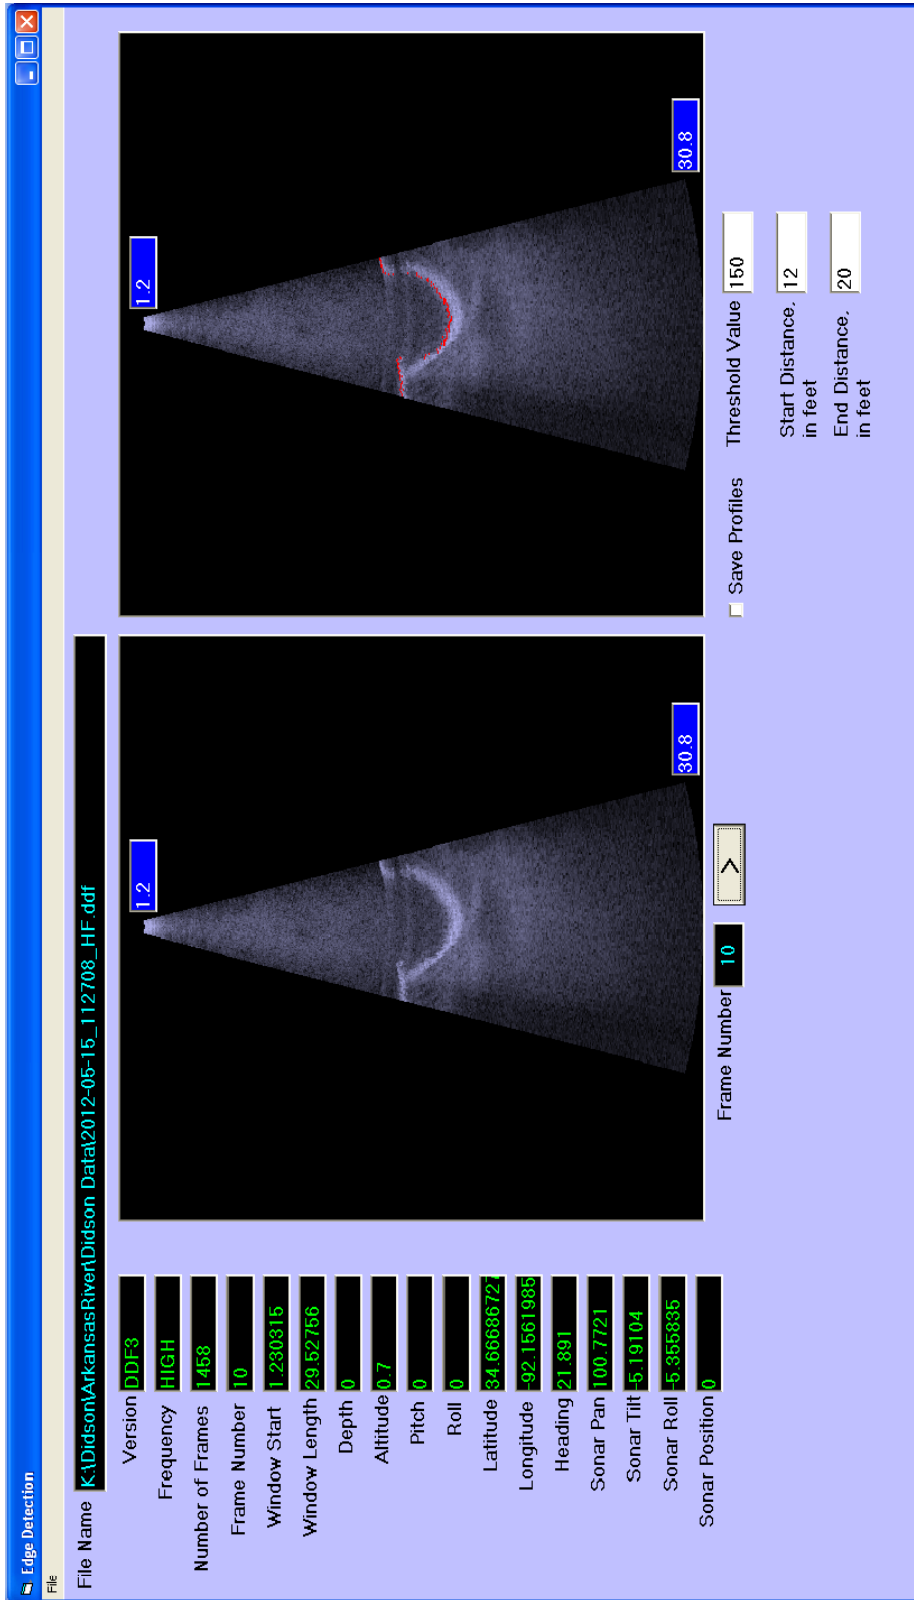 Edge Detection
File
File Name K:\Didson\ArkansasRiver\Didson Data\2012-05-15_112708_HF.ddf
Version DDF3
Frequency HIGH
Number of Frames 1458
Frame Number 10
Window Start 1.230315
Window Length 29.52756
Depth 0
Altitude 0.7
Pitch 0
Roll 0
Latitude 34.66686727
Longitude -92.1561985
Heading 21.891
Sonar Pan 100.7721
Sonar Tilt -5.19104
Sonar Roll -5.355835
Sonar Position 0
1.2
30.8
Frame Number 10 >
1.2
30.8
Save Profiles Threshold Value 150
Start Distance, in feet 12
End Distance, in feet 20